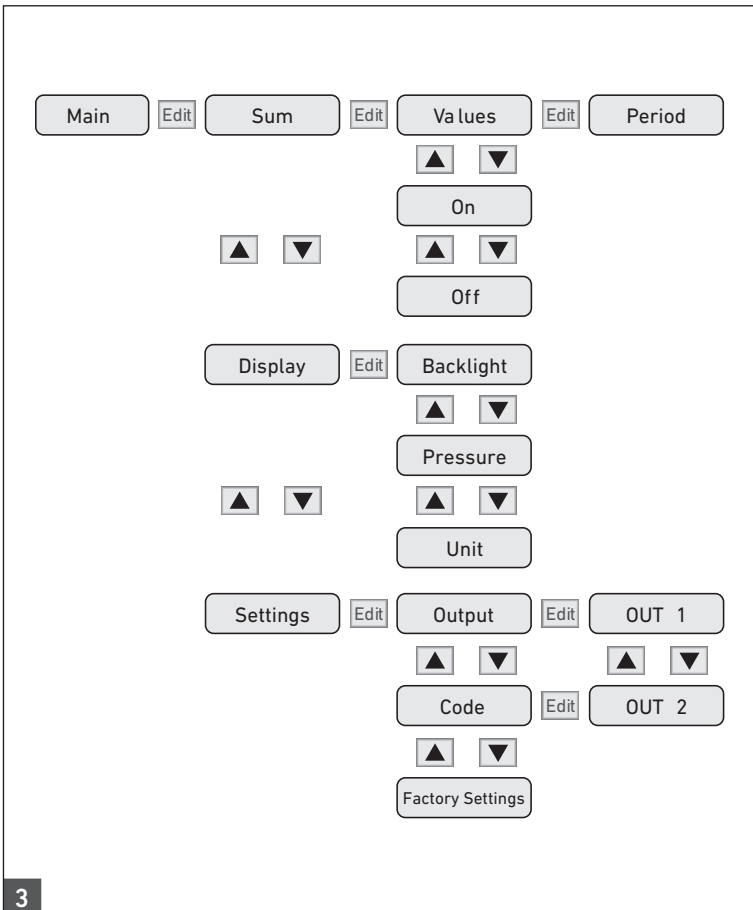 Main Edit Sum Edit Values Edit Period
On
Off
Display Edit Backlight
Pressure
Unit
Settings Edit Output Edit OUT 1
Code Edit OUT 2
Factory Settings
3